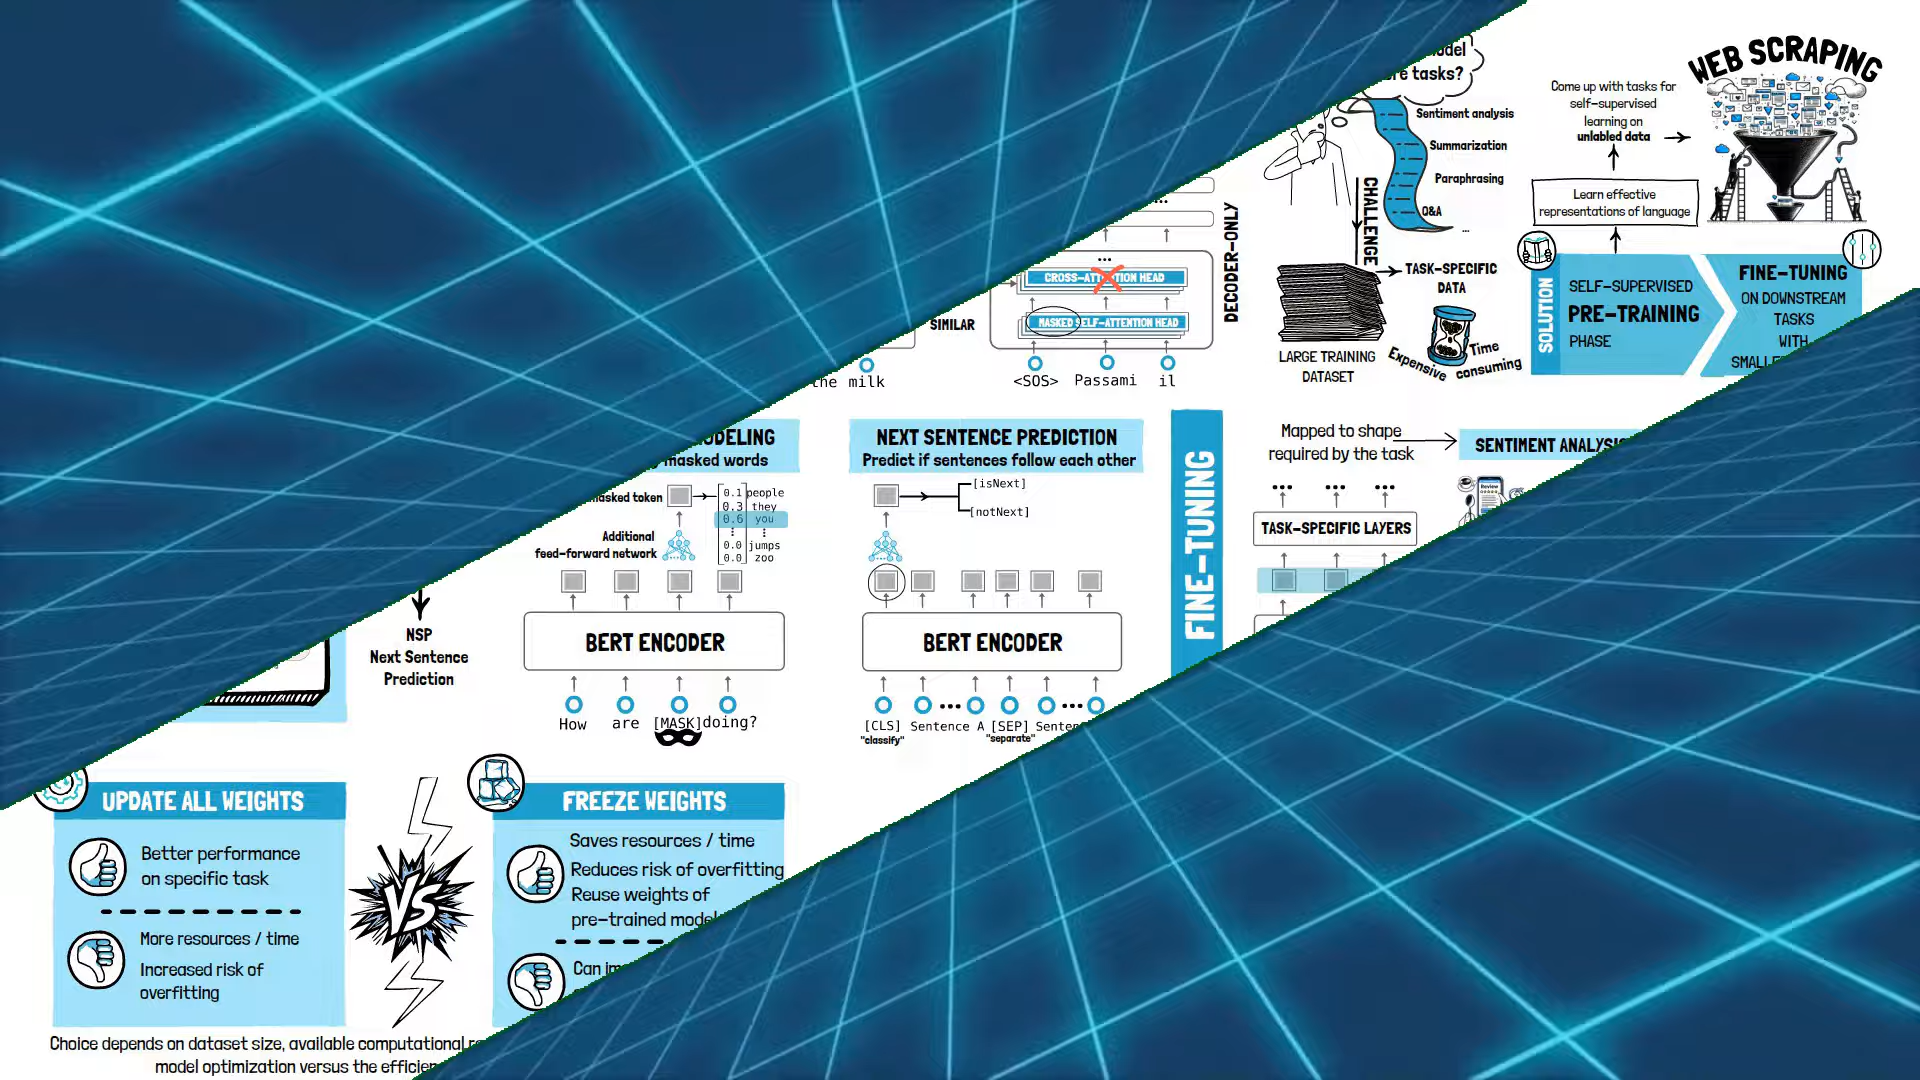 WEB SCRAPING
tasks?
Come up with tasks for
self-supervised
learning on
unlabled data
Learn effective
representations of language
Sentiment analysis
Summarization
Paraphrasing
Q&A
...
CHALLENGE
TASK-SPECIFIC
DATA
LARGE TRAINING
DATASET
Expensive
Time
consuming
SOLUTION
SELF-SUPERVISED
PRE-TRAINING
PHASE
FINE-TUNING
ON DOWNSTREAM
TASKS
WITH
...
CROSS-ATTENTION HEAD
MASKED SELF-ATTENTION HEAD
SIMILAR
DECODER-ONLY
the milk
<SOS> Passami il
masked words
masked token
0.1 people
0.3 they
0.6 you
⋮ ⋮
0.0 jumps
0.0 zoo
Additional
feed-forward network
BERT ENCODER
How are [MASK] doing?
NSP
Next Sentence
Prediction
NEXT SENTENCE PREDICTION
Predict if sentences follow each other
[isNext]
[notNext]
BERT ENCODER
... ...
[CLS] Sentence A [SEP]
"classify" "separate"
FINE-TUNING
Mapped to shape
required by the task
SENTIMENT ANALYSIS
... ... ...
Review
TASK-SPECIFIC LAYERS
UPDATE ALL WEIGHTS
Better performance
on specific task
More resources / time
Increased risk of
overfitting
VS
FREEZE WEIGHTS
Saves resources / time
Reduces risk of overfitting
Reuse weights of
pre-trained model
Can
Choice depends on dataset size, available computational
model optimization versus the